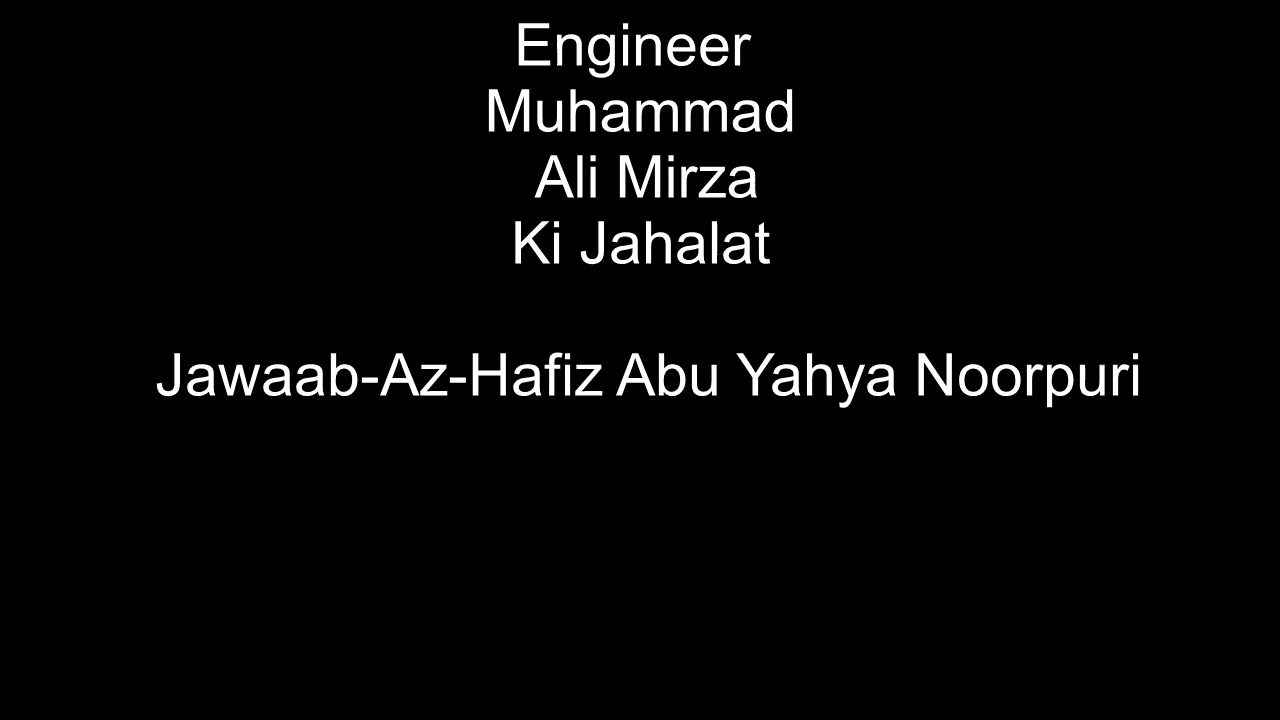 Engineer
Muhammad
Ali Mirza
Ki Jahalat
Jawaab-Az-Hafiz Abu Yahya Noorpuri